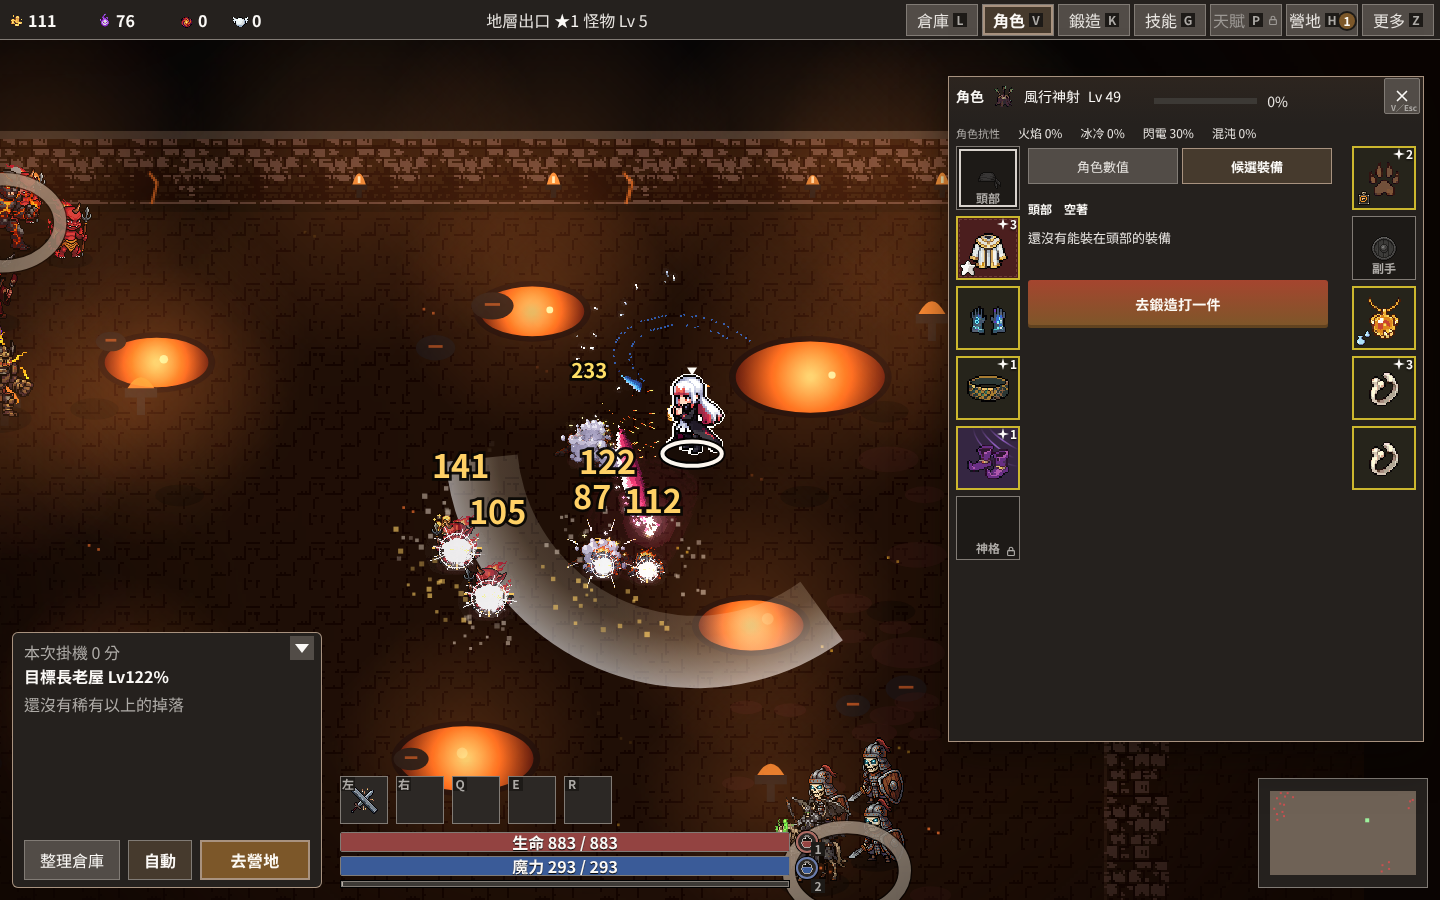 111
76
0
0
地層出口 ★1 怪物 Lv 5
倉庫 L
角色 V
鍛造 K
技能 G
天賦 P
營地 H 1
更多 Z
角色 風行神射 Lv 49
0%
V／Esc
角色抗性 火焰 0% 冰冷 0% 閃電 30% 混沌 0%
頭部
角色數值
候選裝備
2
頭部 空著
還沒有能裝在頭部的裝備
3
副手
去鍛造打一件
1
3
1
神格
233
141
122
87
112
105
本次掛機 0 分
目標長老屋 Lv122%
還沒有稀有以上的掉落
整理倉庫
自動
去營地
左
右
Q
E
R
生命 883 / 883
1
魔力 293 / 293
2